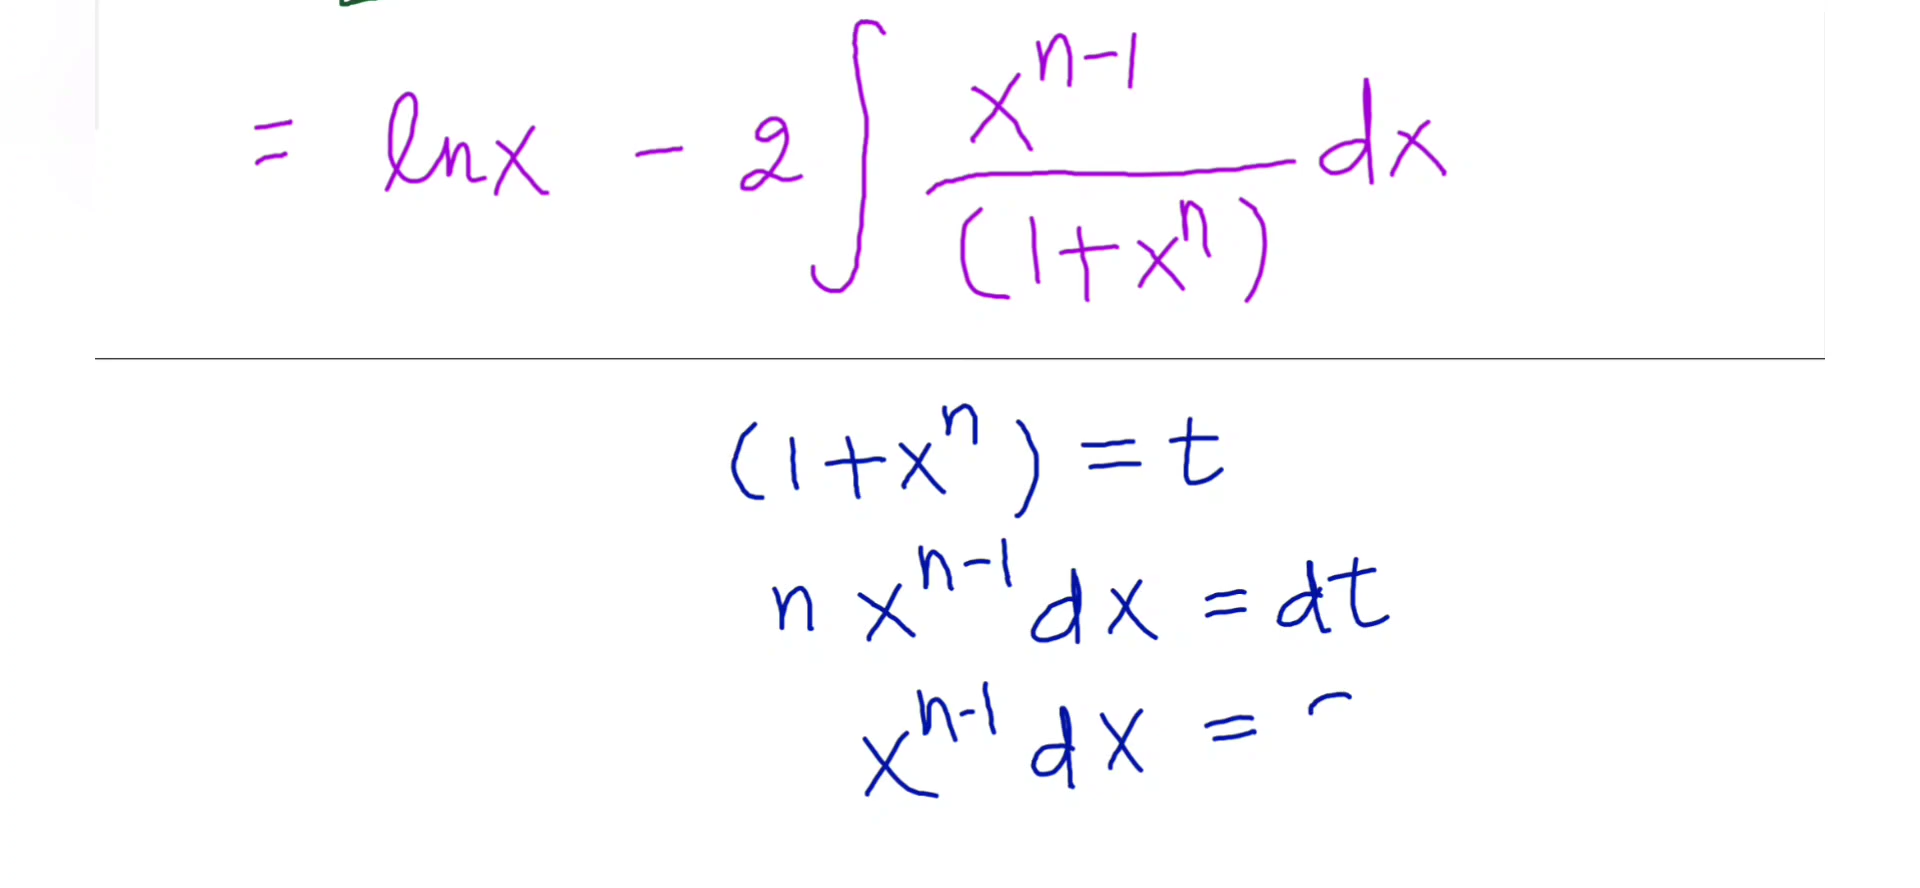 = lnx - 2∫ x^{n-1}/(1+x^n) dx
(1+x^n) = t
n x^{n-1} dx = dt
x^{n-1} dx =